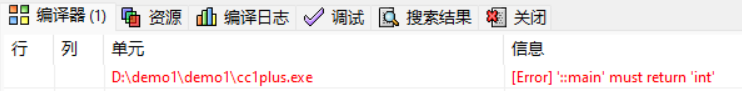 编译器 (1) 资源 编译日志 调试 搜索结果 关闭
行 列 单元 信息
D:\demo1\demo1\cc1plus.exe [Error] '::main' must return 'int'